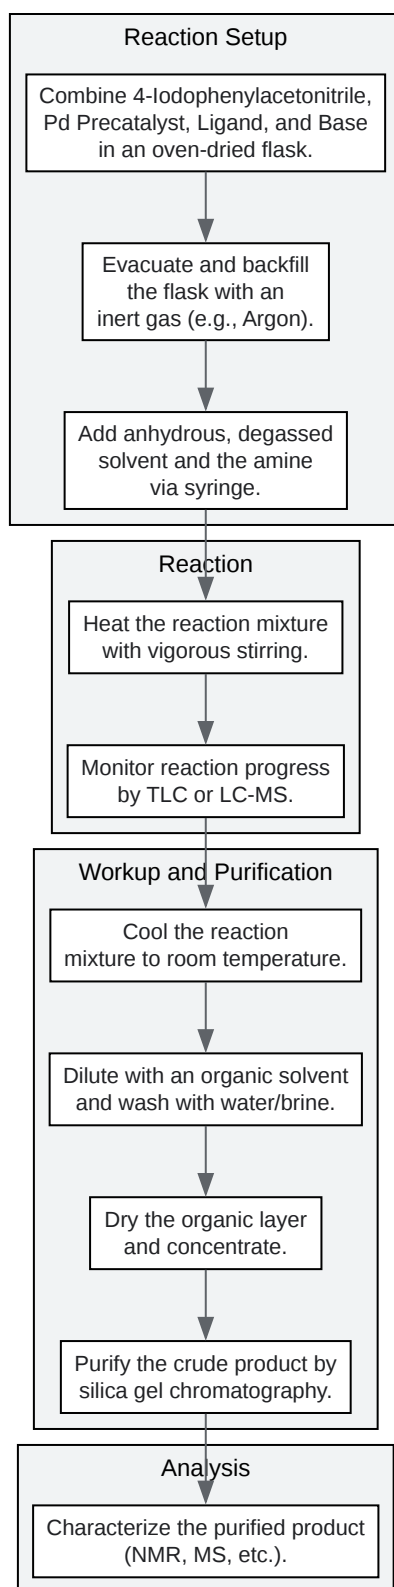 Reaction Setup
Combine 4-Iodophenylacetonitrile,
Pd Precatalyst, Ligand, and Base
in an oven-dried flask.
Evacuate and backfill
the flask with an
inert gas (e.g., Argon).
Add anhydrous, degassed
solvent and the amine
via syringe.
Reaction
Heat the reaction mixture
with vigorous stirring.
Monitor reaction progress
by TLC or LC-MS.
Workup and Purification
Cool the reaction
mixture to room temperature.
Dilute with an organic solvent
and wash with water/brine.
Dry the organic layer
and concentrate.
Purify the crude product by
silica gel chromatography.
Analysis
Characterize the purified product
(NMR, MS, etc.).